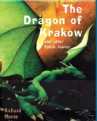 The
Dragon of
Krakow
and other
Polish stories
Richard
Monte